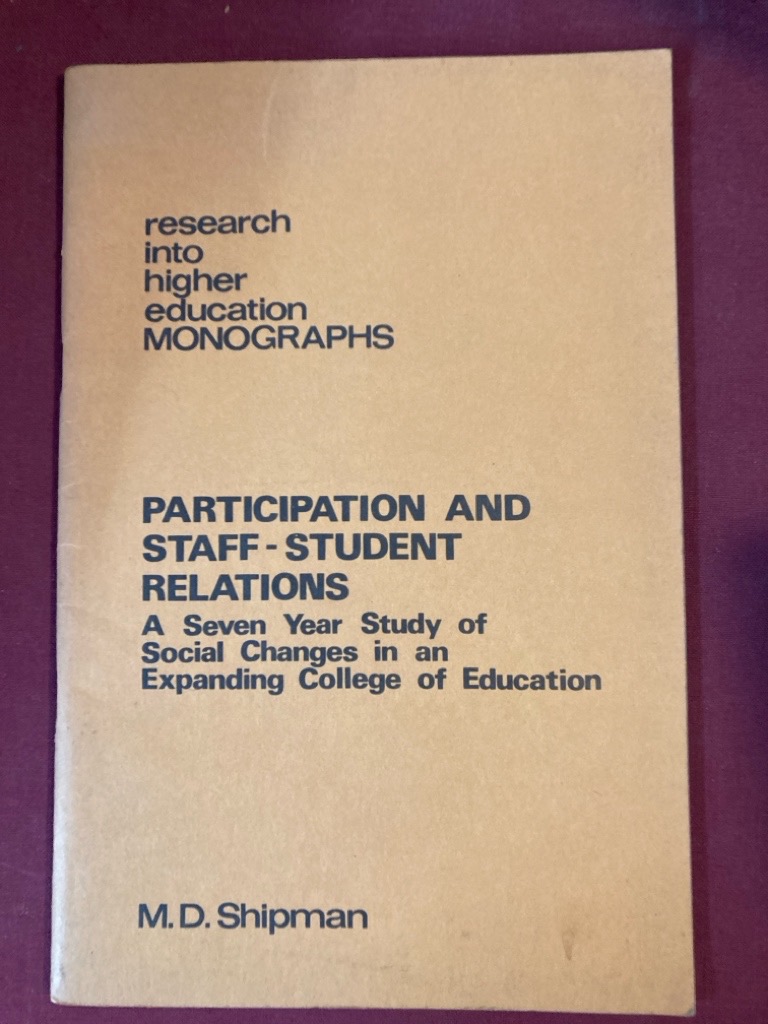 research
into
higher
education
MONOGRAPHS
PARTICIPATION AND
STAFF - STUDENT
RELATIONS
A Seven Year Study of
Social Changes in an
Expanding College of Education
M.D. Shipman